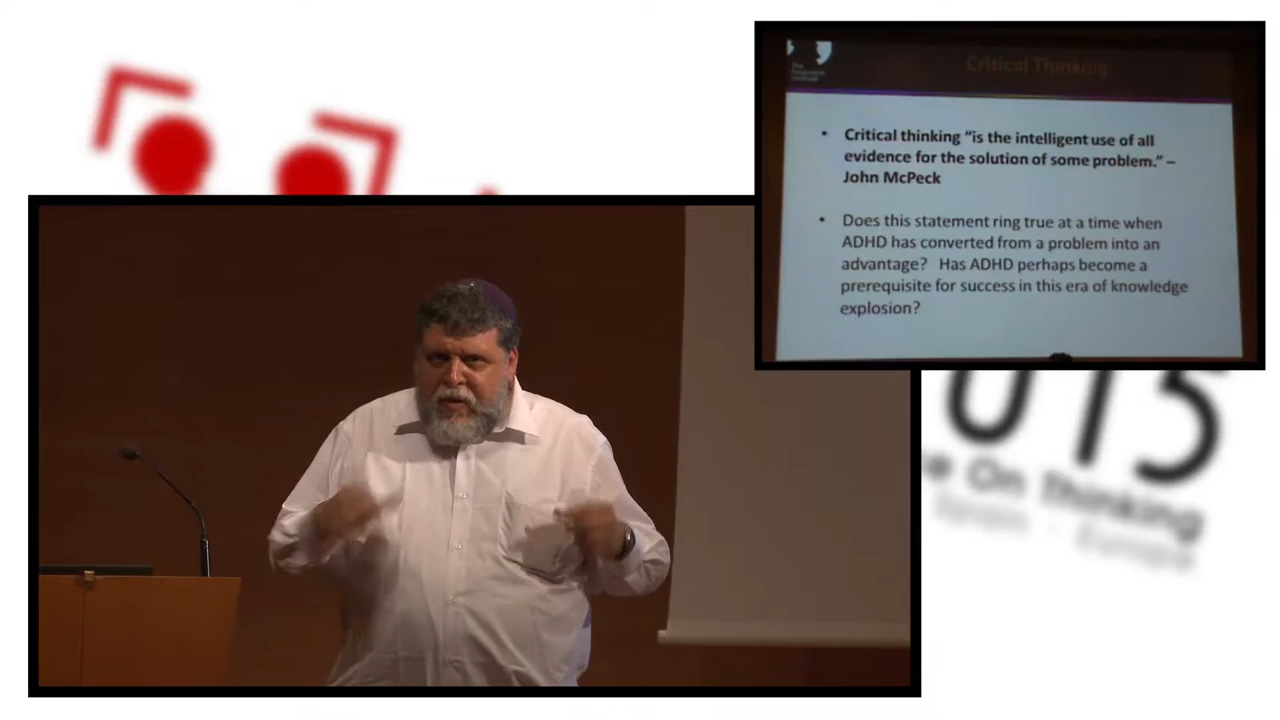 Critical Thinking
• Critical thinking “is the intelligent use of all
evidence for the solution of some problem.” –
John McPeck
• Does this statement ring true at a time when
ADHD has converted from a problem into an
advantage? Has ADHD perhaps become a
prerequisite for success in this era of knowledge
explosion?
015
On Thinking
Spain - Europe